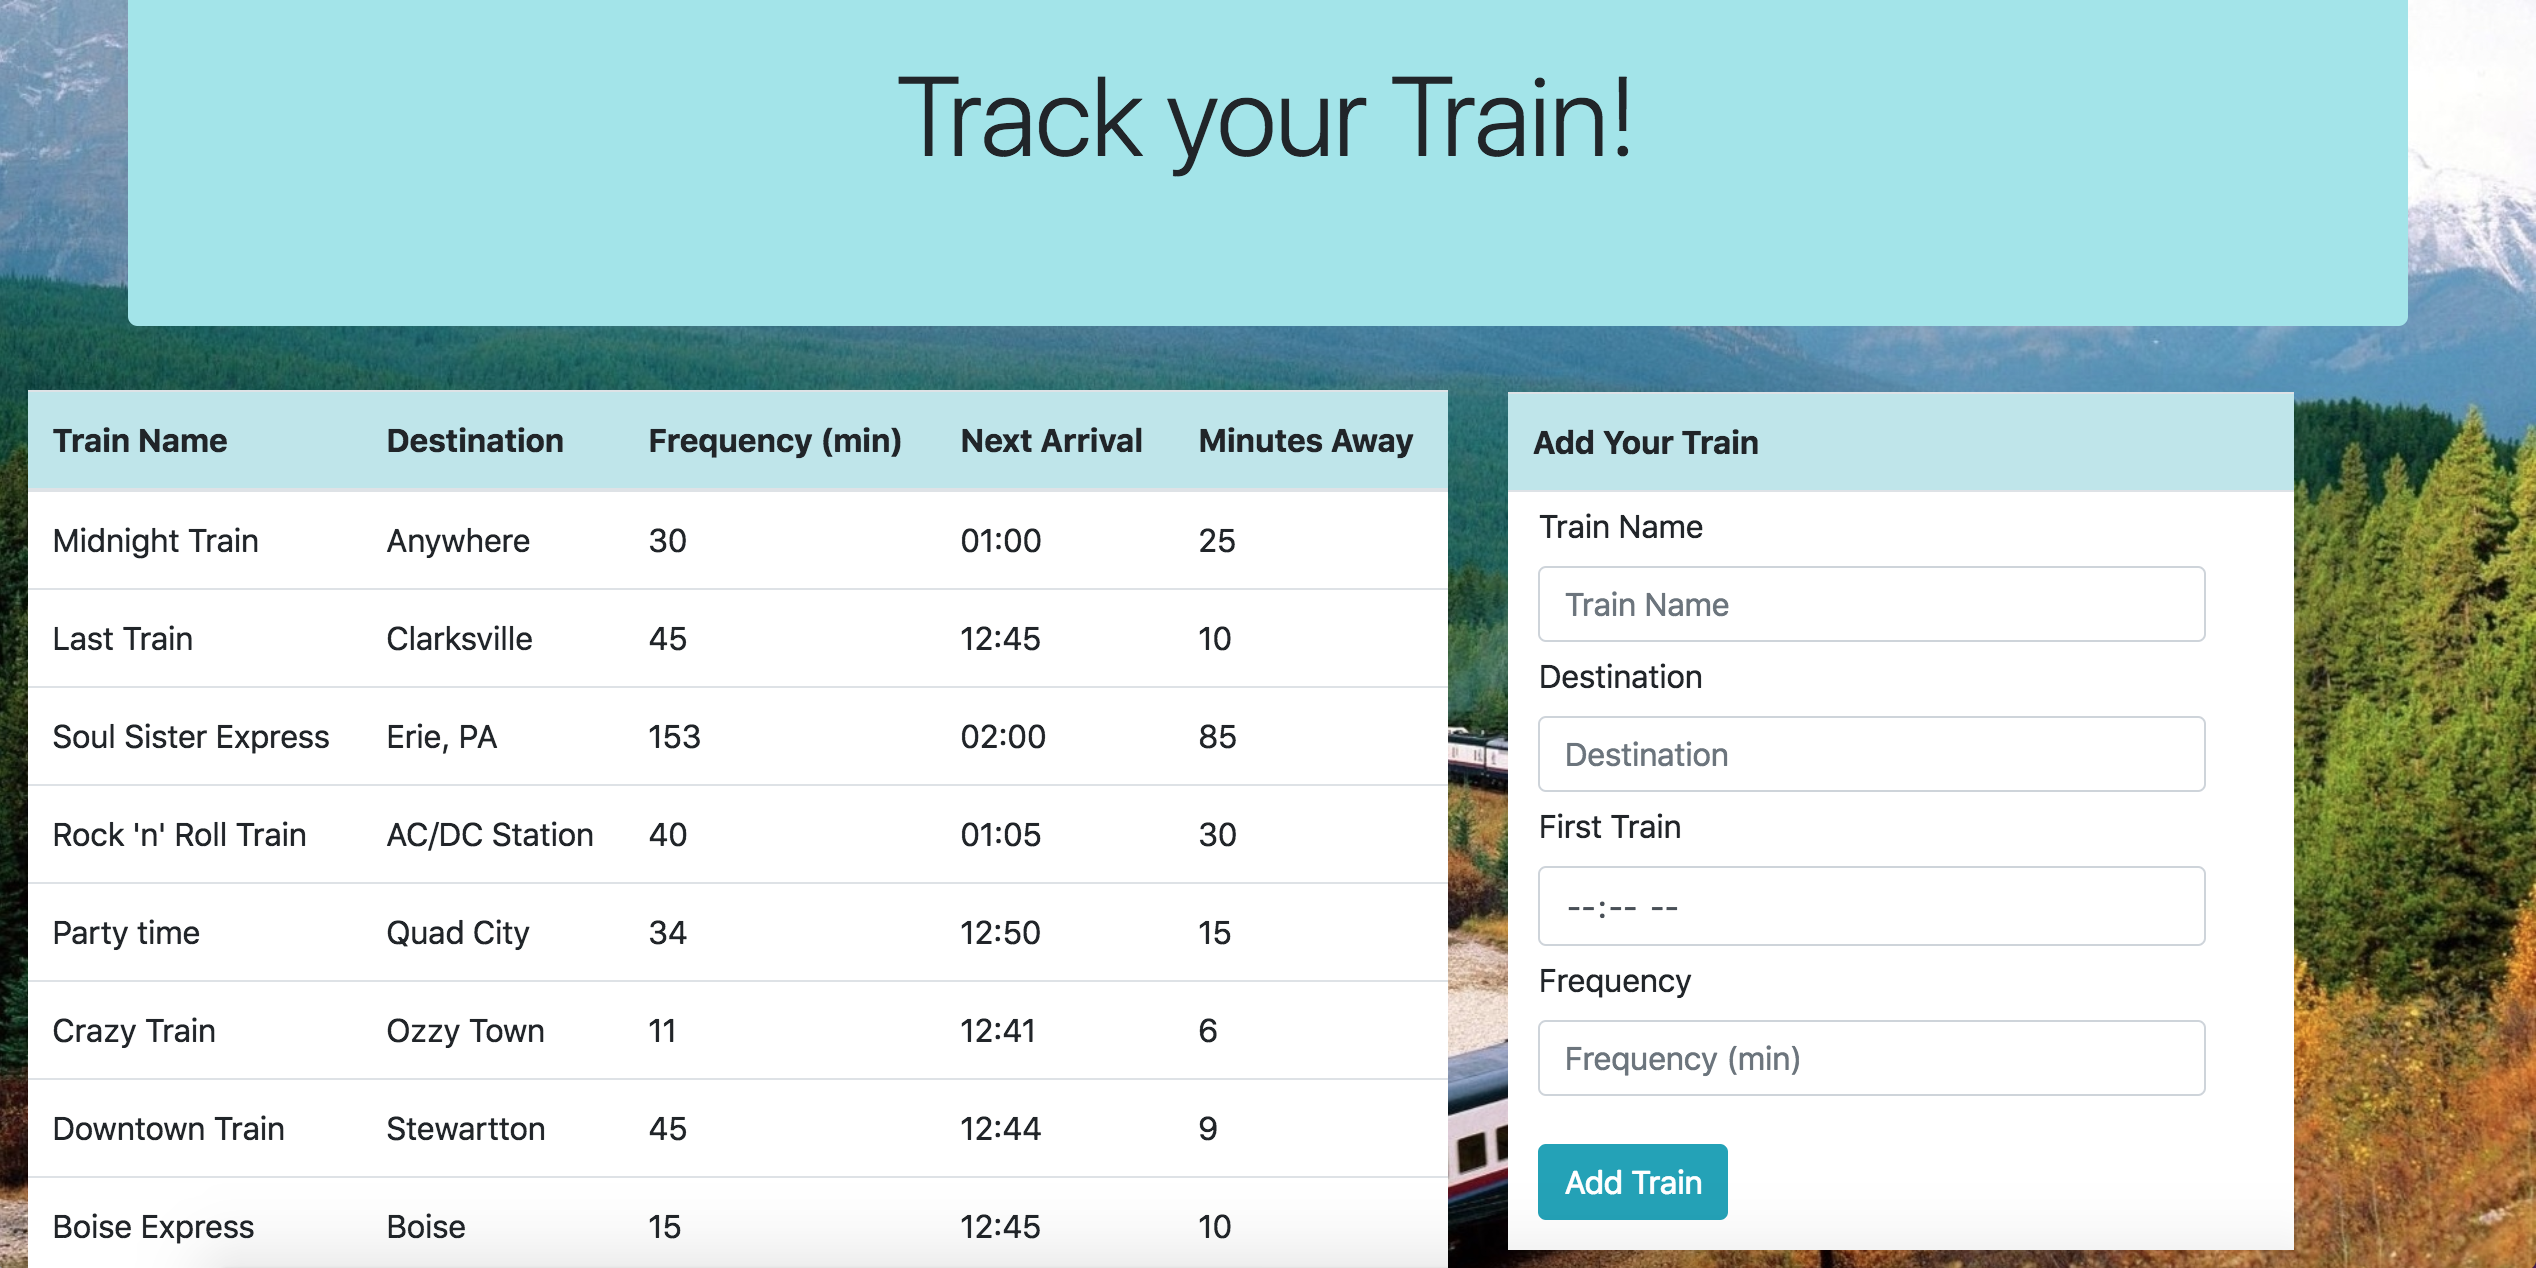 Track your Train!
Train Name Destination Frequency (min) Next Arrival Minutes Away
Midnight Train Anywhere 30 01:00 25
Last Train Clarksville 45 12:45 10
Soul Sister Express Erie, PA 153 02:00 85
Rock 'n' Roll Train AC/DC Station 40 01:05 30
Party time Quad City 34 12:50 15
Crazy Train Ozzy Town 11 12:41 6
Downtown Train Stewartton 45 12:44 9
Boise Express Boise 15 12:45 10
Add Your Train
Train Name
Train Name
Destination
Destination
First Train
--:-- --
Frequency
Frequency (min)
Add Train